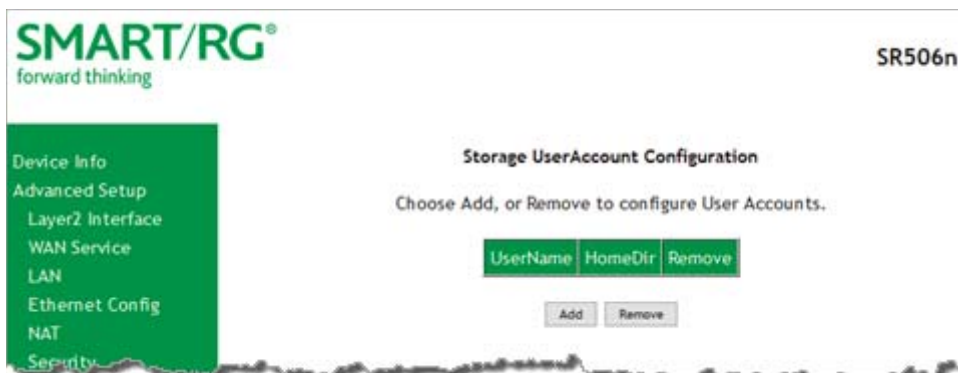 SMART/RG®
forward thinking
SR506n
Device Info
Advanced Setup
Layer2 Interface
WAN Service
LAN
Ethernet Config
NAT
Security
Storage UserAccount Configuration
Choose Add, or Remove to configure User Accounts.
UserName HomeDir Remove
Add Remove